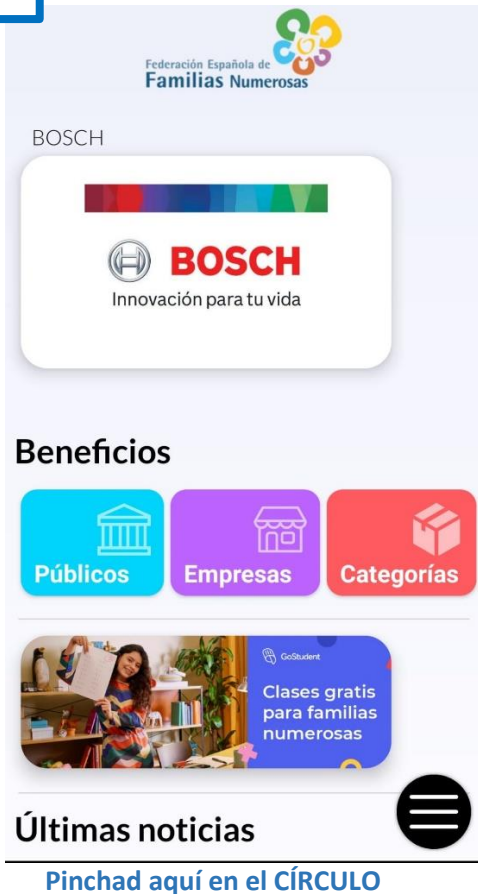 Federación Española de
Familias Numerosas
BOSCH
BOSCH
Innovación para tu vida
Beneficios
Públicos
Empresas
Categorías
GoStudent
Clases gratis
para familias
numerosas
Últimas noticias
Pinchad aquí en el CÍRCULO